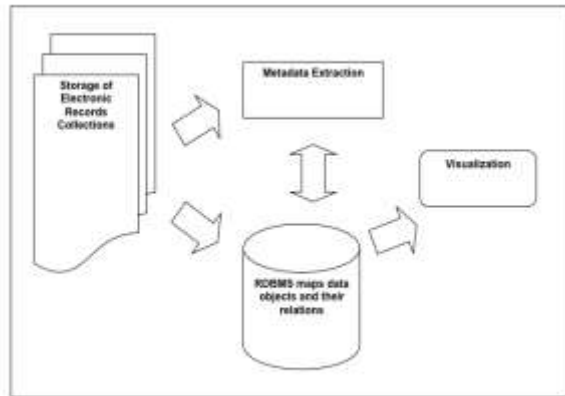 Storage of
Electronic
Records
Collections
Metadata Extraction
Visualization
RDBMS maps data
objects and their
relations